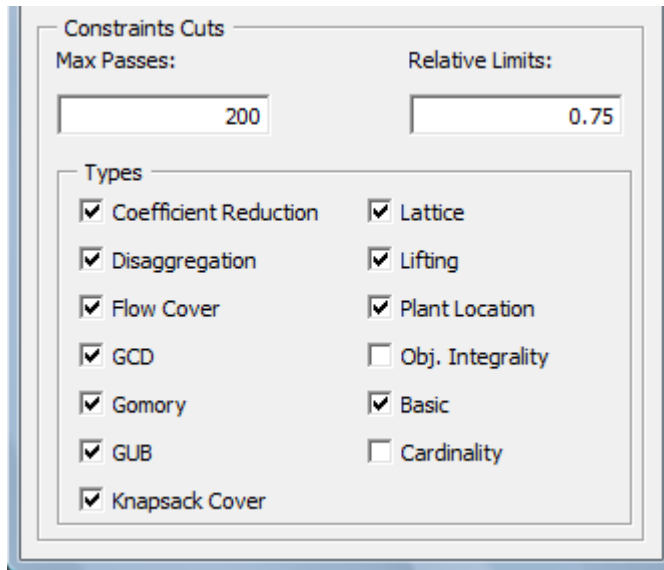 Constraints Cuts
Max Passes: Relative Limits:
200 0.75
Types
Coefficient Reduction Lattice
Disaggregation Lifting
Flow Cover Plant Location
GCD Obj. Integrality
Gomory Basic
GUB Cardinality
Knapsack Cover